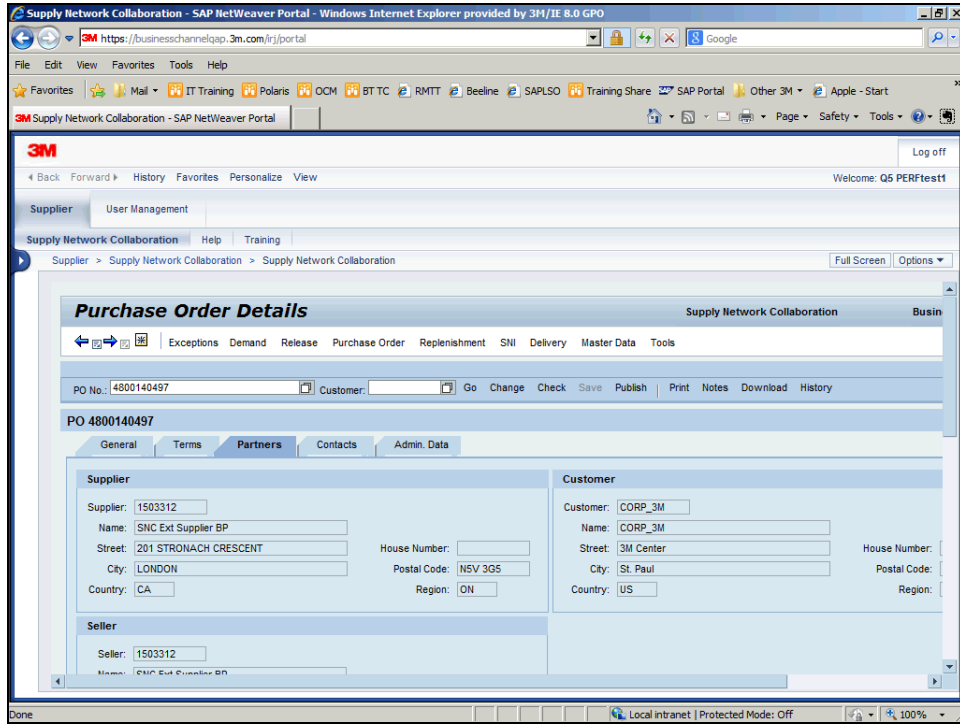 Supply Network Collaboration - SAP NetWeaver Portal - Windows Internet Explorer provided by 3M/IE 8.0 GPO
3M https://businesschannelqap.3m.com/irj/portal Google
File Edit View Favorites Tools Help
Favorites Mail IT Training Polaris OCM BT TC RMTT Beeline SAPLSO Training Share SAP Portal Other 3M Apple - Start »
3M Supply Network Collaboration - SAP NetWeaver Portal Page Safety Tools
3M Log off
Back Forward History Favorites Personalize View Welcome: Q5 PERFtest1
Supplier User Management
Supply Network Collaboration Help Training
Supplier > Supply Network Collaboration > Supply Network Collaboration Full Screen Options
Purchase Order Details Supply Network Collaboration Busin
Exceptions Demand Release Purchase Order Replenishment SNI Delivery Master Data Tools
PO No.: 4800140497 Customer: Go Change Check Save Publish Print Notes Download History
PO 4800140497
General Terms Partners Contacts Admin. Data
Supplier Customer
Supplier: 1503312 Customer: CORP_3M
Name: SNC Ext Supplier BP Name: CORP_3M
Street: 201 STRONACH CRESCENT House Number: Street: 3M Center House Number:
City: LONDON Postal Code: N5V 3G5 City: St. Paul Postal Code:
Country: CA Region: ON Country: US Region:
Seller
Seller: 1503312
Name: SNC Ext Supplier BP
Done Local intranet | Protected Mode: Off 100%